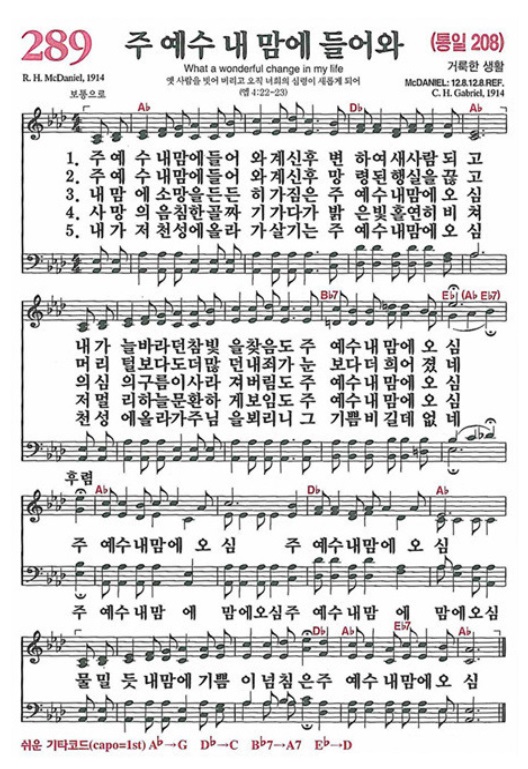 289 주 예수 내 맘에 들어와 (통일 208)
What a wonderful change in my life
거룩한 생활
R. H. McDaniel, 1914
옛 사람을 벗어 버리고 오직 너희의 심령이 새롭게 되어
McDANIEL: 12.8.12.8.REF.
보통으로
(엡 4:22~23)
C. H. Gabriel, 1914
A♭ D♭ A♭
1. 주 예 수 내맘에들어 와계신후 변 하여새사람 되 고
2. 주 예 수 내맘에들어 와계신후 망 령된행실을끊 고
3. 내 맘 에소망을든든 히가짐은 주 예수내맘에 오 심
4. 사 망 의음침한골짜 기가다가 밝 은빛홀연히 비 쳐
5. 내 가 저천성에올라 가살기는 주 예수내맘에 오 심
B♭7 E♭ (A♭ E♭7)
내 가 늘바라던참빛 을찾음도 주 예수내맘에 오 심
머 리 털보다도더많 던내죄가 눈 보다더희어 졌 네
의 심 의구름이사라 져버림도 주 예수내맘에 오 심
저 멀 리하늘문환하 게보임도 주 예수내맘에 오 심
천 성 에올라가주님 을뵈리니 그 기쁨비길데 없 네
후렴
A♭ D♭ A♭
주 예수내맘에 오 심 주 예수내맘에 오 심
주 예수내맘 에 맘에오심주 예수내맘 에 맘에오심
D♭ A♭ E♭7 A♭
물 밀 듯 내맘에 기쁨 이넘침 은주 예수내맘에 오 심
쉬운 기타코드(capo=1st) A♭→G D♭→C B♭7→A7 E♭→D